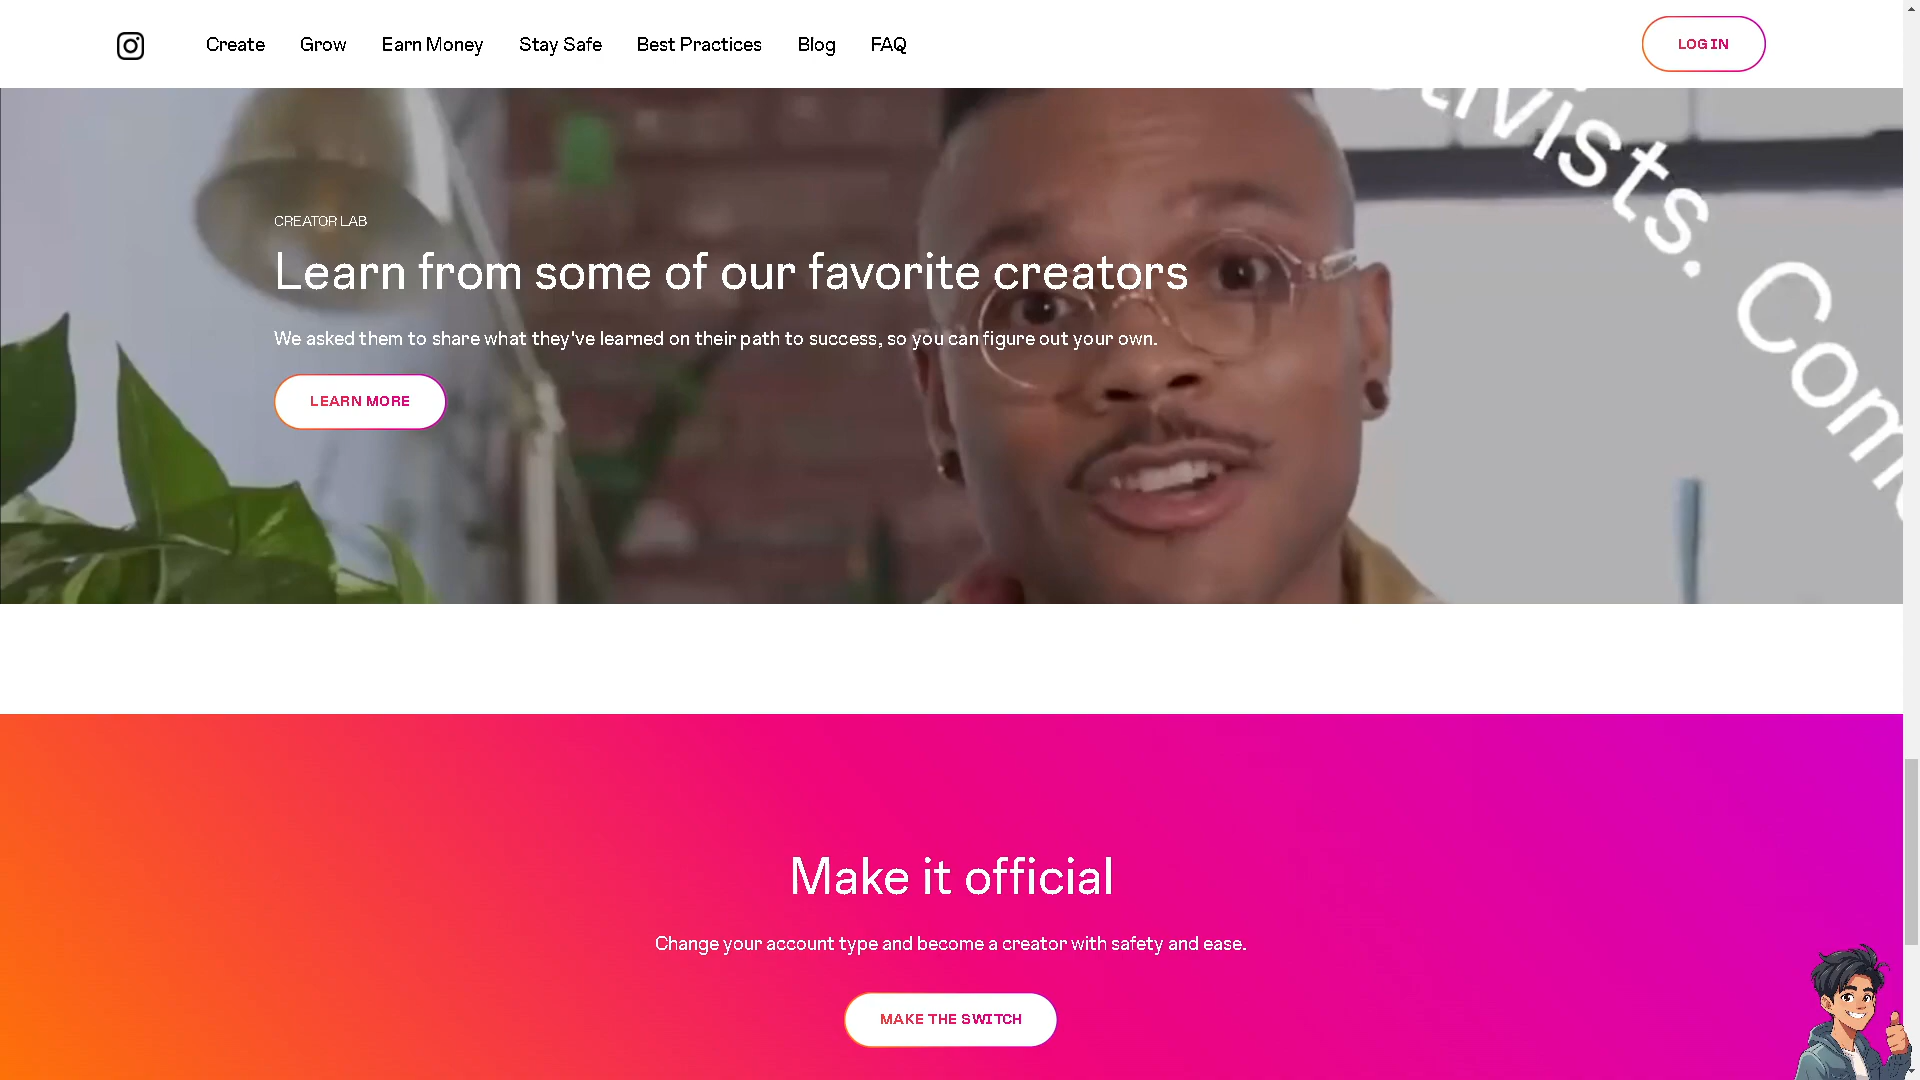 Create Grow Earn Money Stay Safe Best Practices Blog FAQ LOG IN
tivists.
Com
CREATOR LAB
Learn from some of our favorite creators
We asked them to share what they've learned on their path to success, so you can figure out your own.
LEARN MORE
Make it official
Change your account type and become a creator with safety and ease.
MAKE THE SWITCH